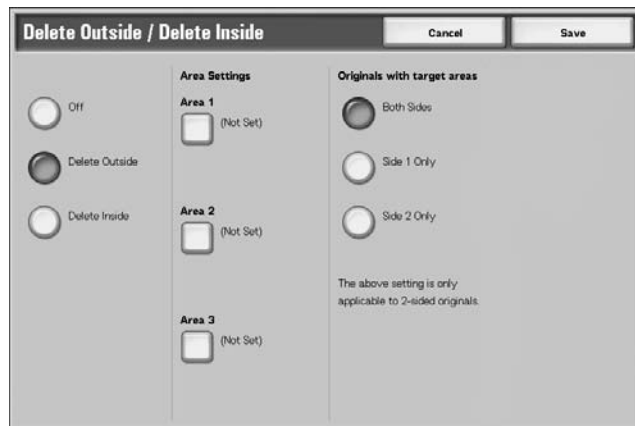 Delete Outside / Delete Inside
Cancel
Save
Off
Delete Outside
Delete Inside
Area Settings
Area 1
(Not Set)
Area 2
(Not Set)
Area 3
(Not Set)
Originals with target areas
Both Sides
Side 1 Only
Side 2 Only
The above setting is only
applicable to 2-sided originals.